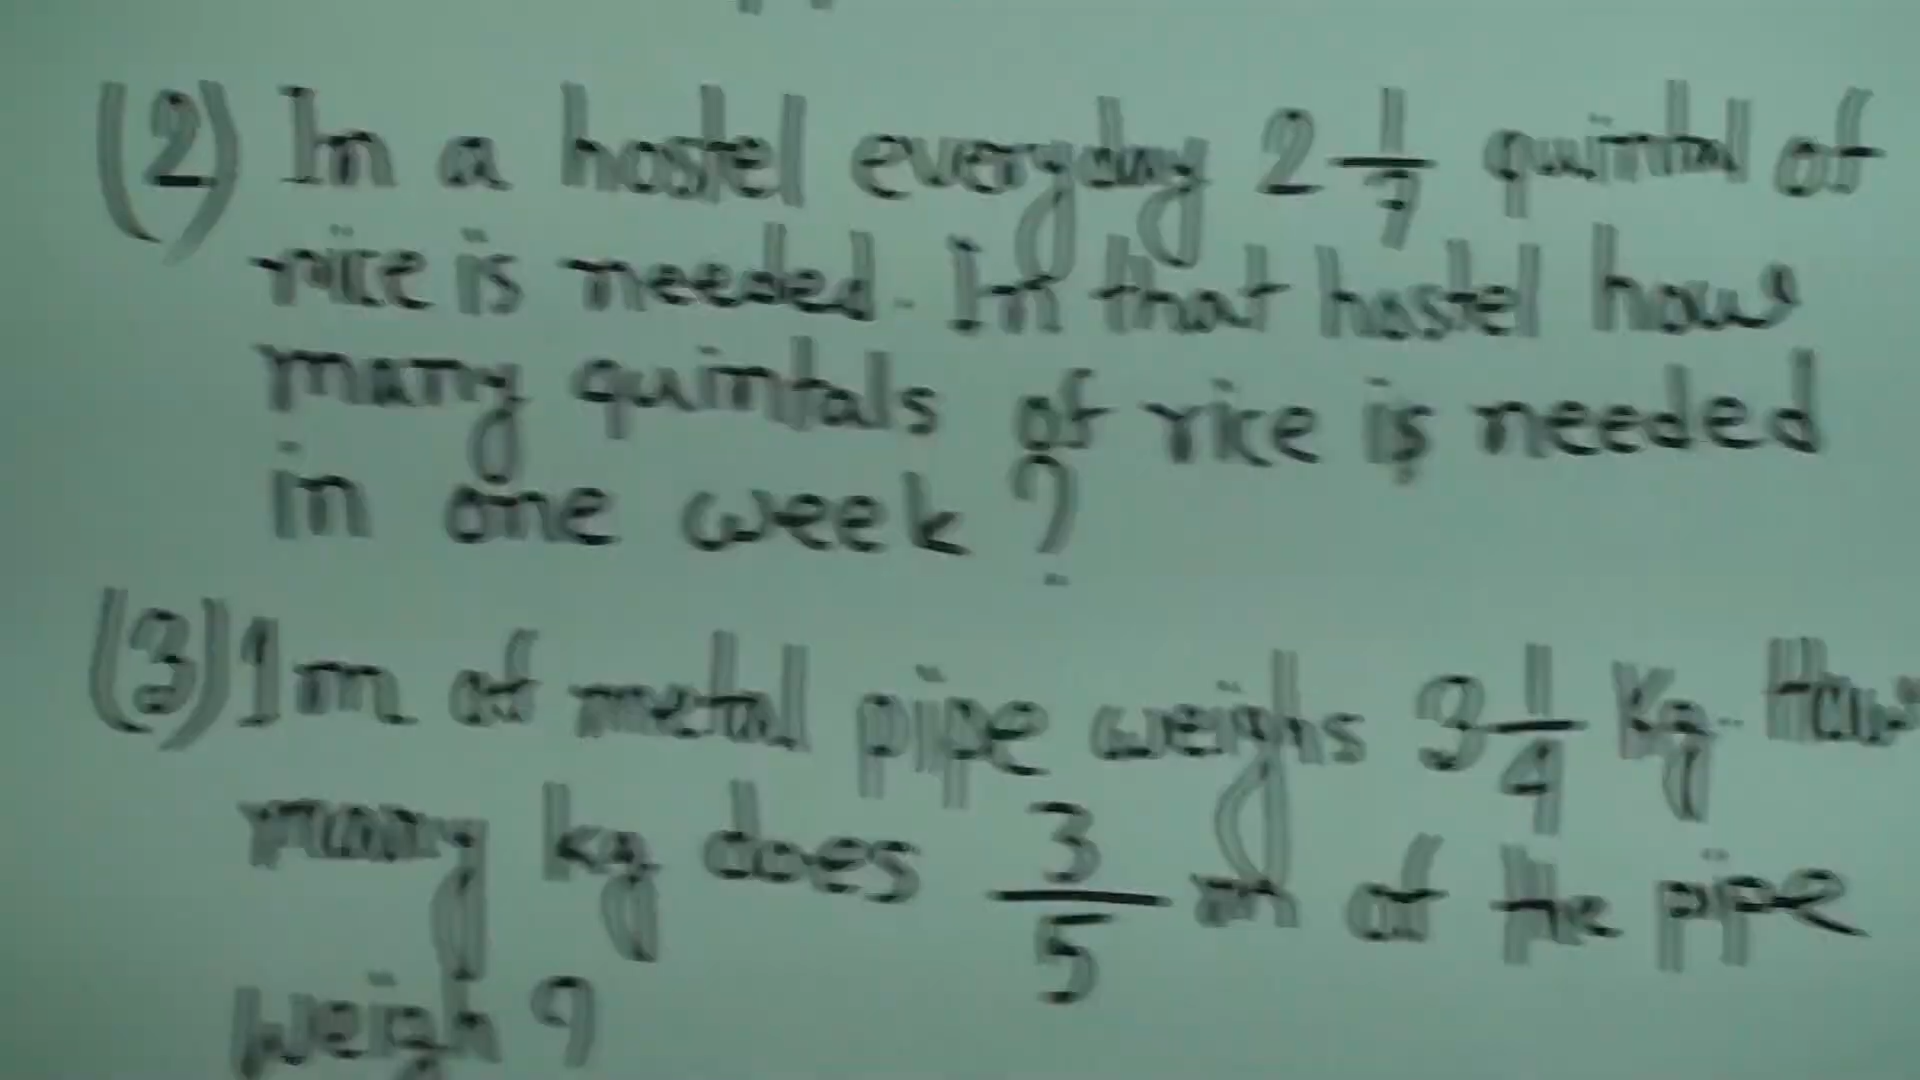 (2) In a hostel everyday 2 1/7 quintal of
rice is needed. In that hostel how
many quintals of rice is needed
in one week ?
(3) 1m of metal pipe weighs 3 1/4 Kg. How
many kg does 3/5 m of the pipe
weigh ?